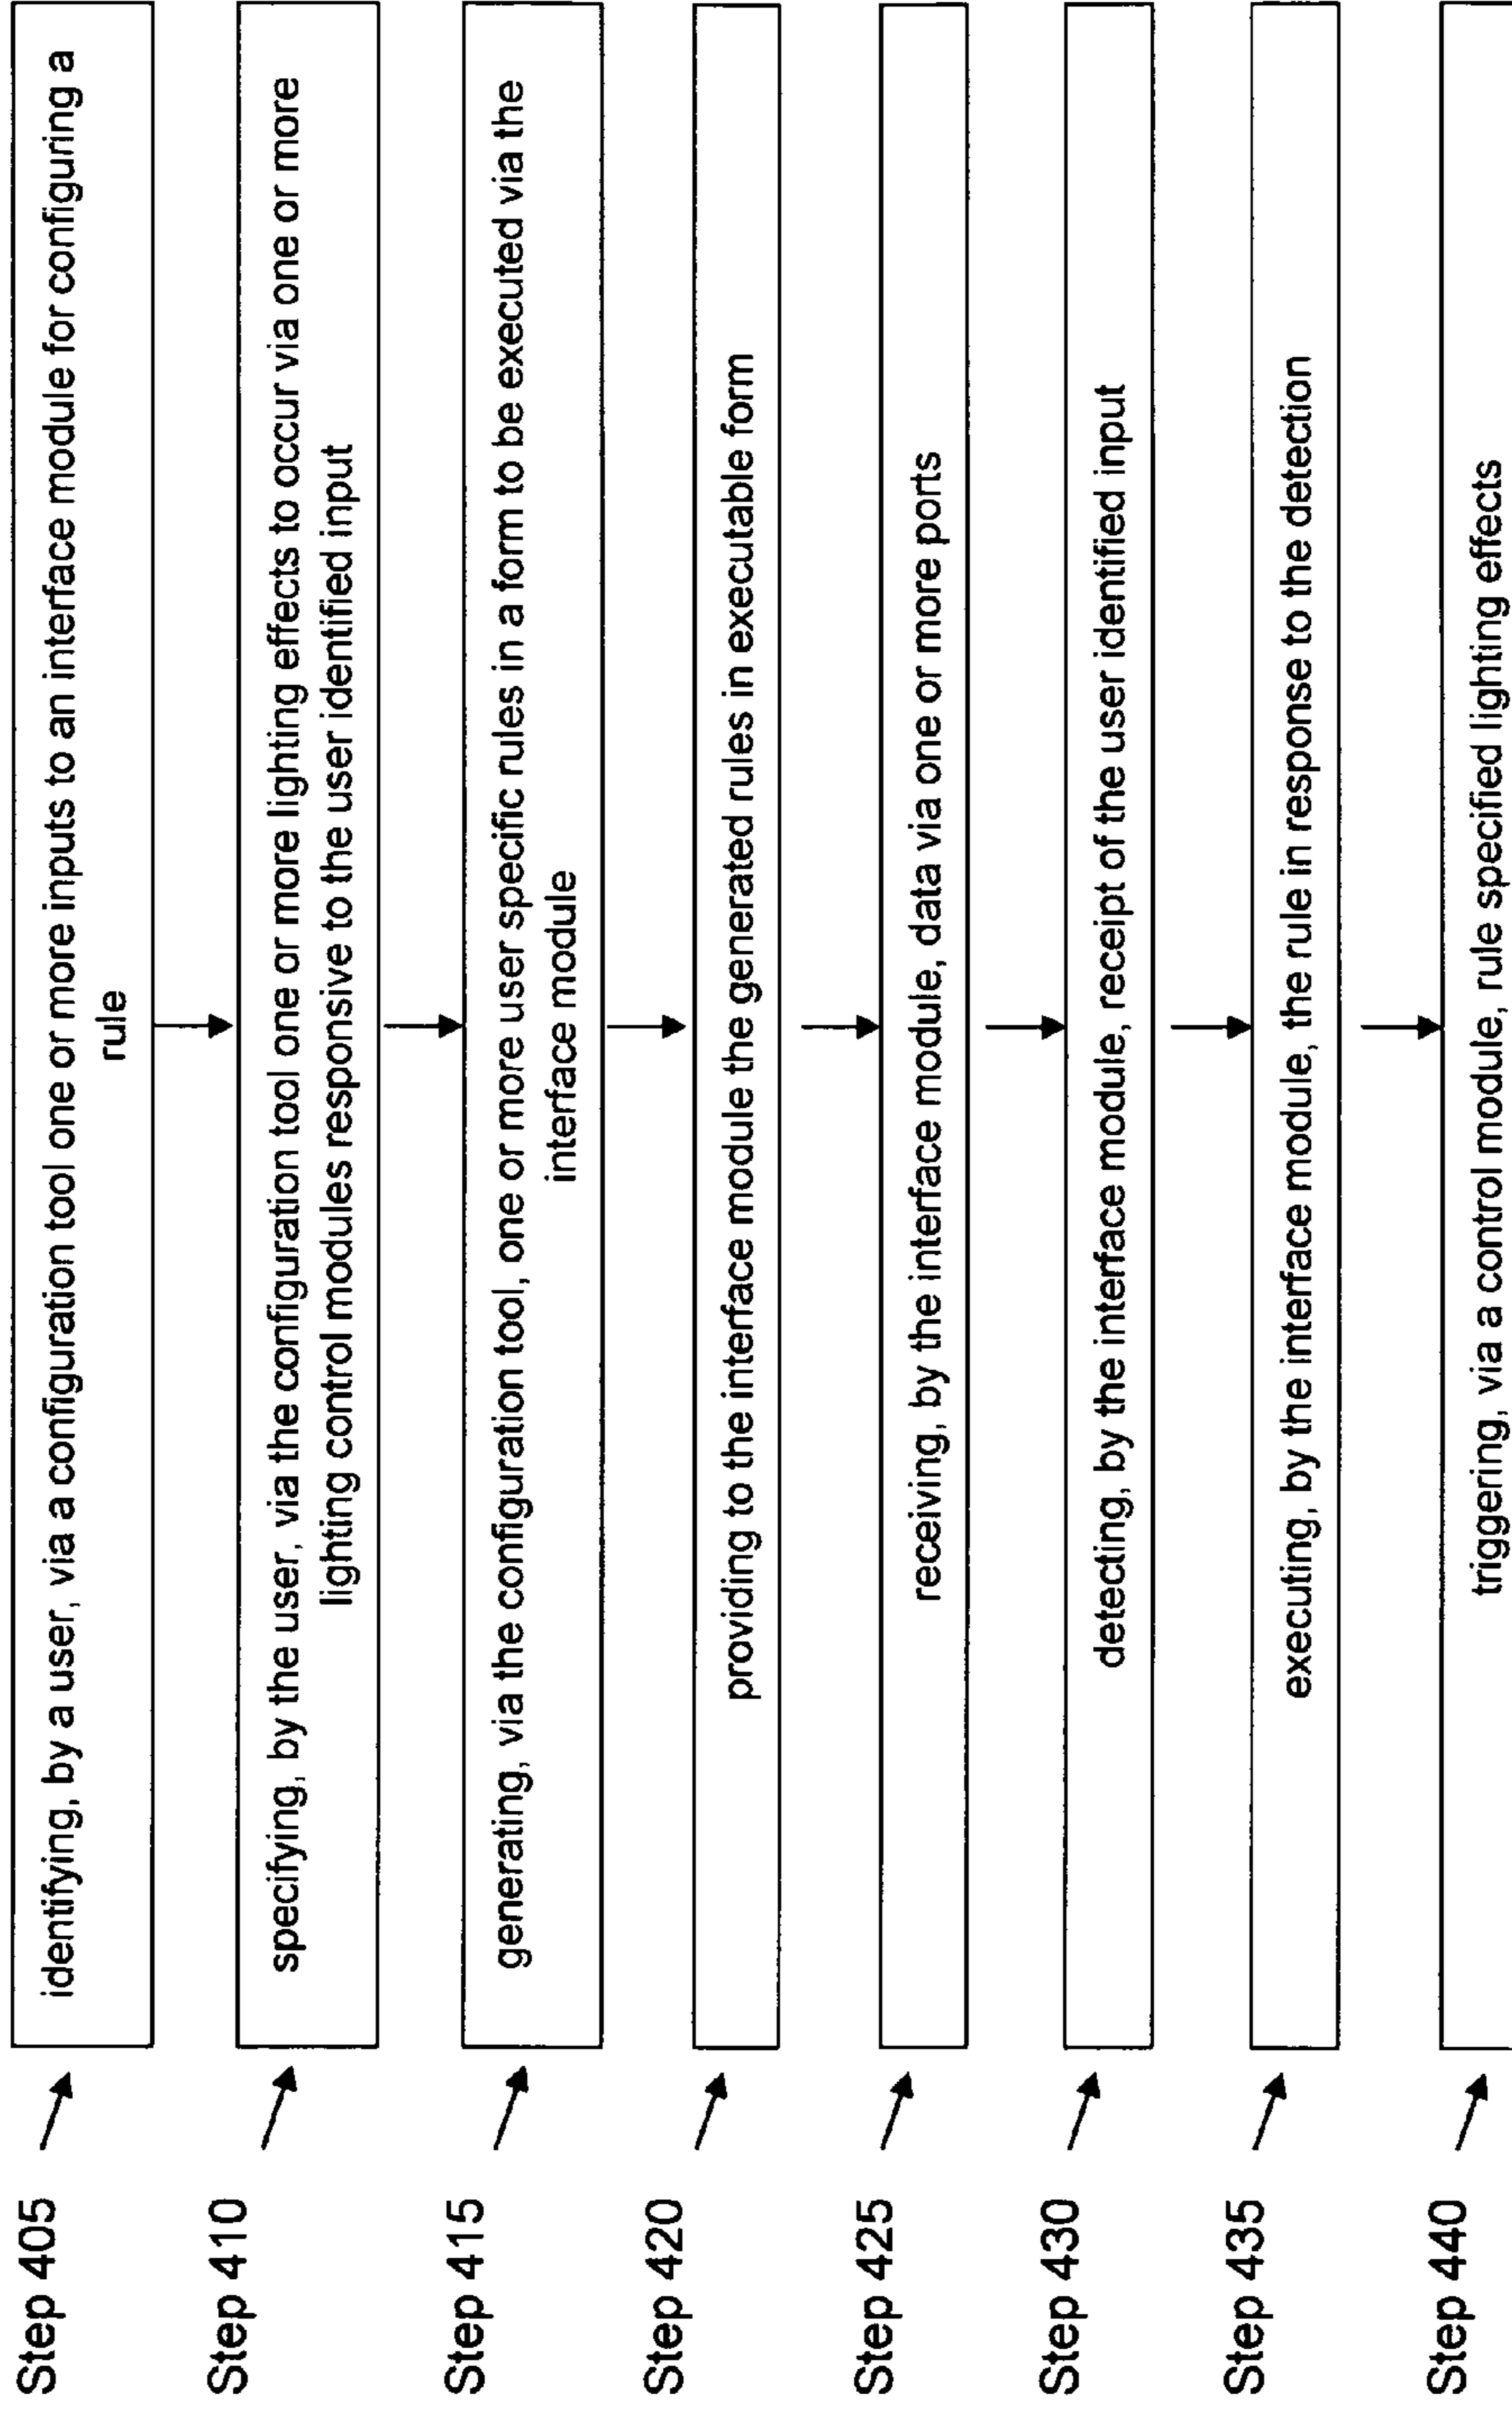 Step 405
identifying, by a user, via a configuration tool one or more inputs to an interface module for configuring a
rule
Step 410
specifying, by the user, via the configuration tool one or more lighting effects to occur via one or more
lighting control modules responsive to the user identified input
Step 415
generating, via the configuration tool, one or more user specific rules in a form to be executed via the
interface module
Step 420
providing to the interface module the generated rules in executable form
Step 425
receiving, by the interface module, data via one or more ports
Step 430
detecting, by the interface module, receipt of the user identified input
Step 435
executing, by the interface module, the rule in response to the detection
Step 440
triggering, via a control module, rule specified lighting effects